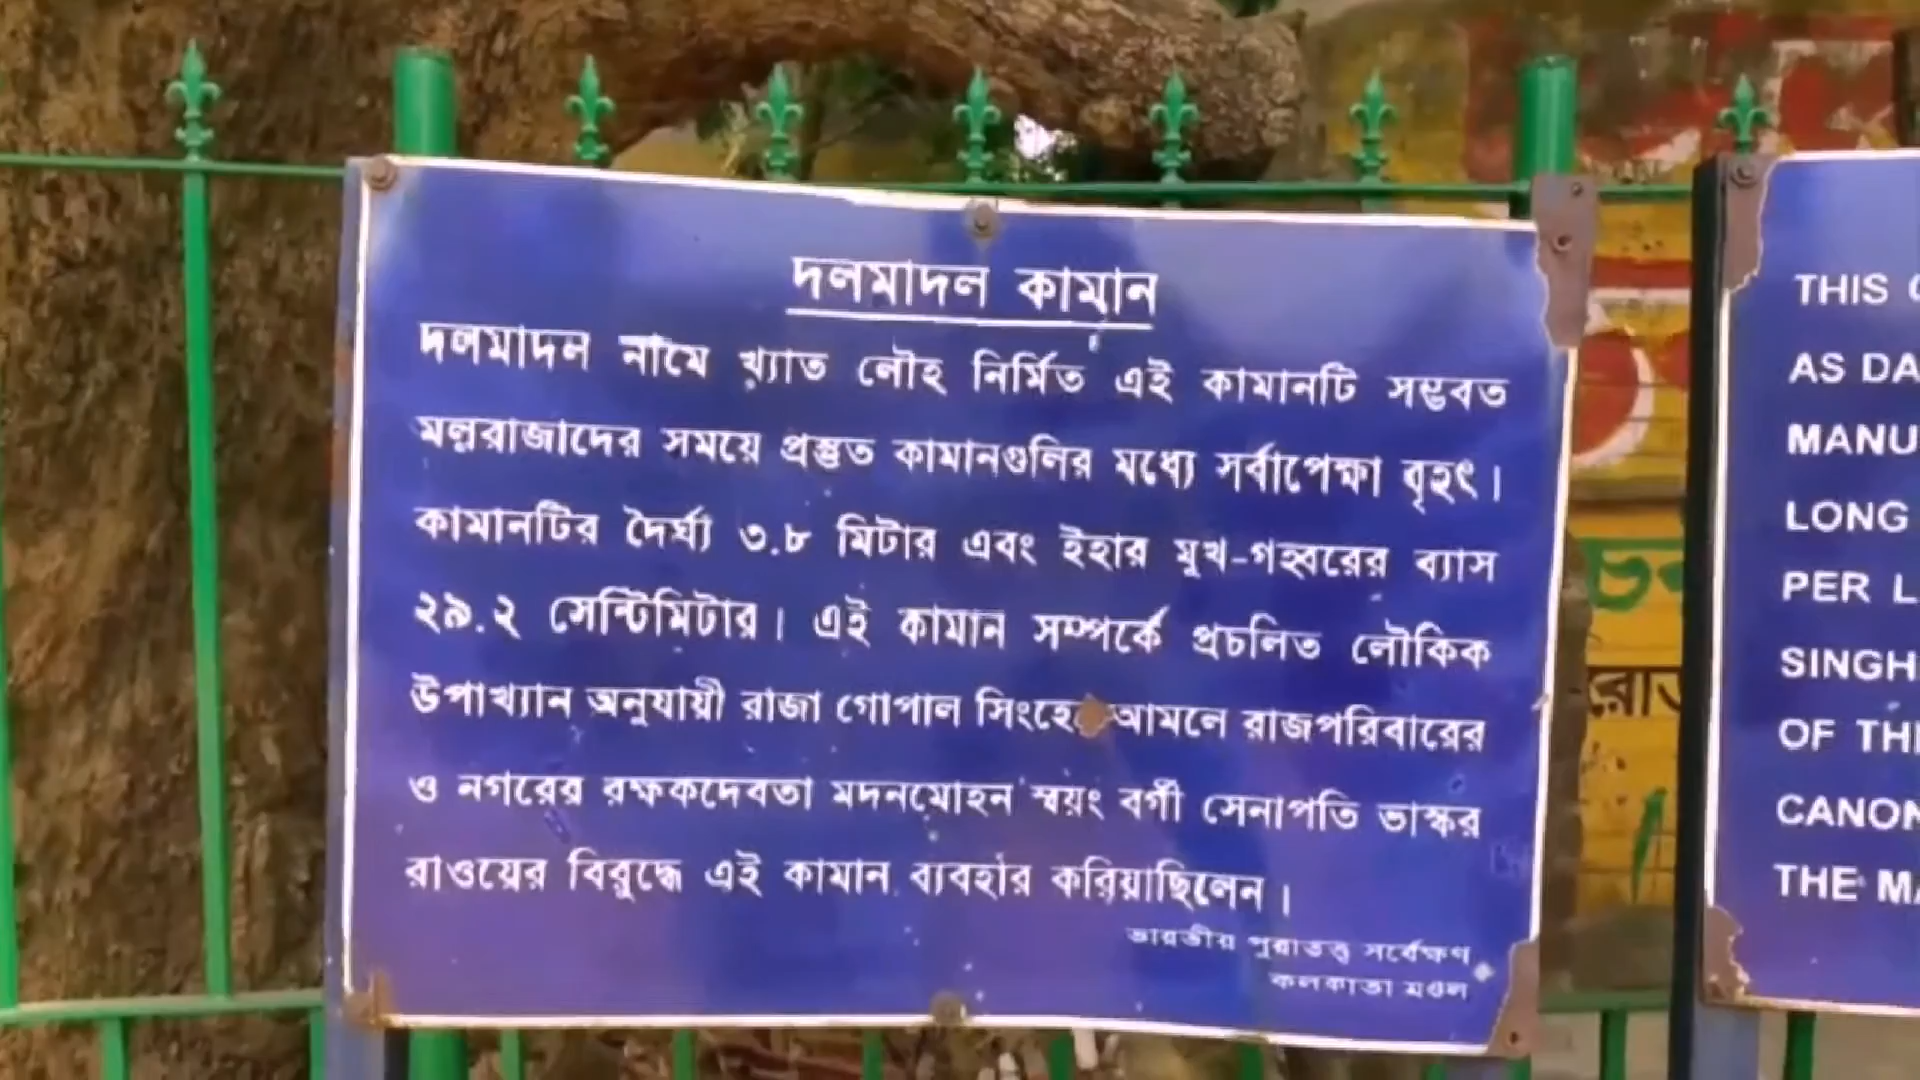 দলমাদল কামান
দলমাদল নামে খ্যাত লৌহ নির্মিত এই কামানটি সম্ভবত
মল্লরাজাদের সময়ে প্রস্তুত কামানগুলির মধ্যে সর্বাপেক্ষা বৃহৎ।
কামানটির দৈর্ঘ্য ৩.৮ মিটার এবং ইহার মুখ-গহ্বরের ব্যাস
২৯.২ সেন্টিমিটার। এই কামান সম্পর্কে প্রচলিত লৌকিক
উপাখ্যান অনুযায়ী রাজা গোপাল সিংহের আমলে রাজপরিবারের
ও নগরের রক্ষকদেবতা মদনমোহন স্বয়ং বর্গী সেনাপতি ভাস্কর
রাওয়ের বিরুদ্ধে এই কামান ব্যবহার করিয়াছিলেন।
ভারতীয় পুরাতত্ত্ব সর্বেক্ষণ
কলকাতা মণ্ডল
THIS
AS DA
MANU
LONG
PER L
SINGH
OF TH
CANON
THE MA